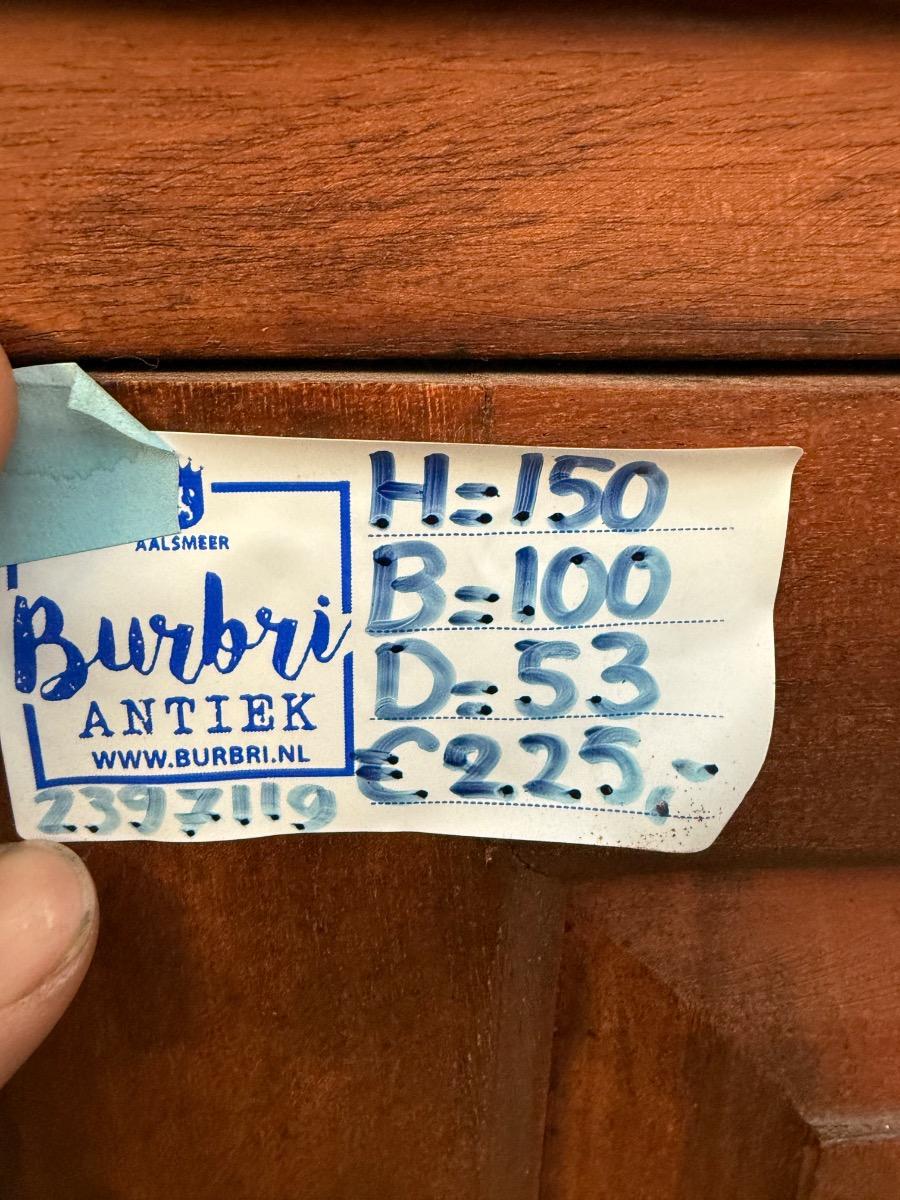 AALSMEER
Burbri
ANTIEK
WWW.BURBRI.NL
2397119
H=150
B=100
D=53
€225,-